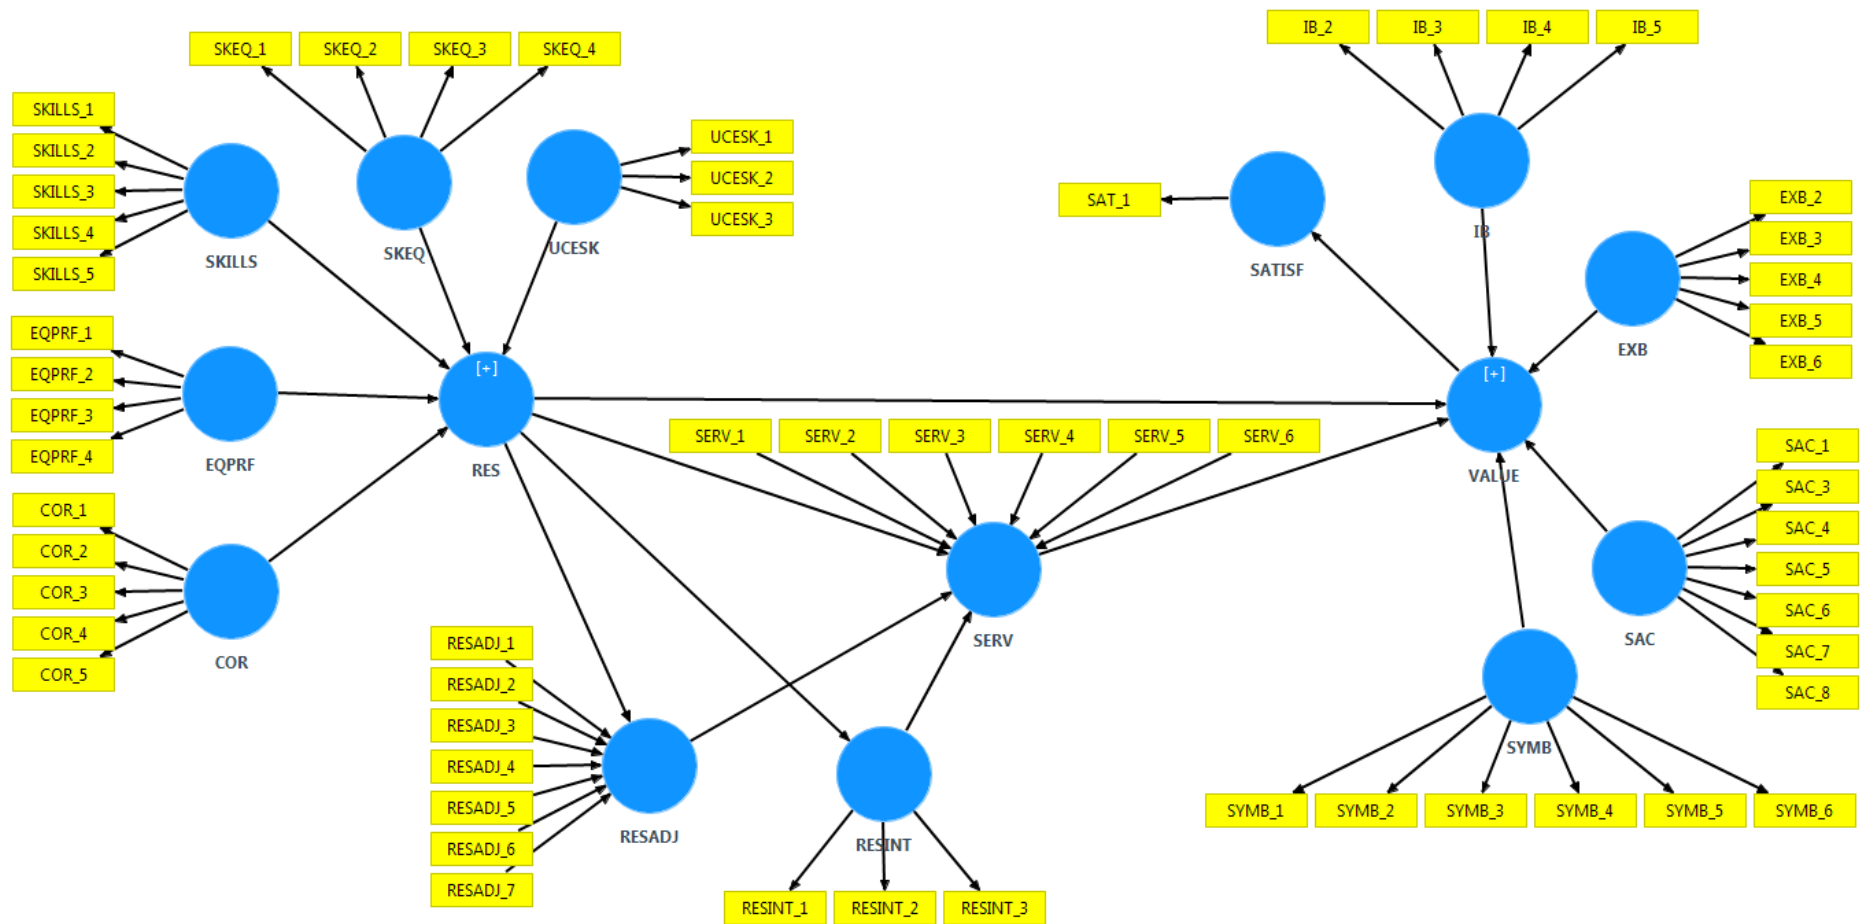 SKEQ_1
SKEQ_2
SKEQ_3
SKEQ_4
SKILLS_1
SKILLS_2
SKILLS_3
SKILLS_4
SKILLS_5
SKILLS
SKEQ
UCESK
UCESK_1
UCESK_2
UCESK_3
EQPRF_1
EQPRF_2
EQPRF_3
EQPRF_4
EQPRF
COR_1
COR_2
COR_3
COR_4
COR_5
COR
[+]
RES
SERV_1
SERV_2
SERV_3
SERV_4
SERV_5
SERV_6
SERV
RESADJ_1
RESADJ_2
RESADJ_3
RESADJ_4
RESADJ_5
RESADJ_6
RESADJ_7
RESADJ
RESINT
RESINT_1
RESINT_2
RESINT_3
SAT_1
SATISF
IB_2
IB_3
IB_4
IB_5
IB
EXB_2
EXB_3
EXB_4
EXB_5
EXB_6
EXB
[+]
VALUE
SAC_1
SAC_3
SAC_4
SAC_5
SAC_6
SAC_7
SAC_8
SAC
SYMB
SYMB_1
SYMB_2
SYMB_3
SYMB_4
SYMB_5
SYMB_6